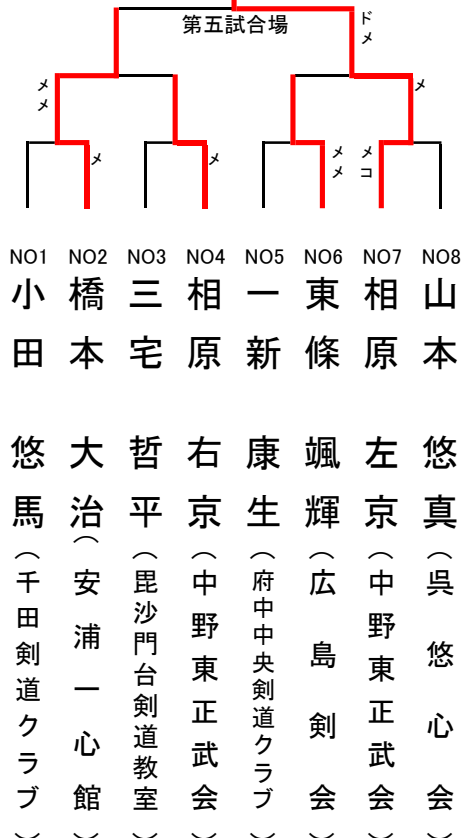 第五試合場
ドメ
メメ
メ
メ
メ
メメ
メコ
NO1 小田 悠馬（千田剣道クラブ）
NO2 橋本 大治（安浦一心館）
NO3 三宅 哲平（毘沙門台剣道教室）
NO4 相原 右京（中野東正武会）
NO5 一新 康生（府中中央剣道クラブ）
NO6 東條 颯輝（広島剣会）
NO7 相原 左京（中野東正武会）
NO8 山本 悠真（呉悠心会）